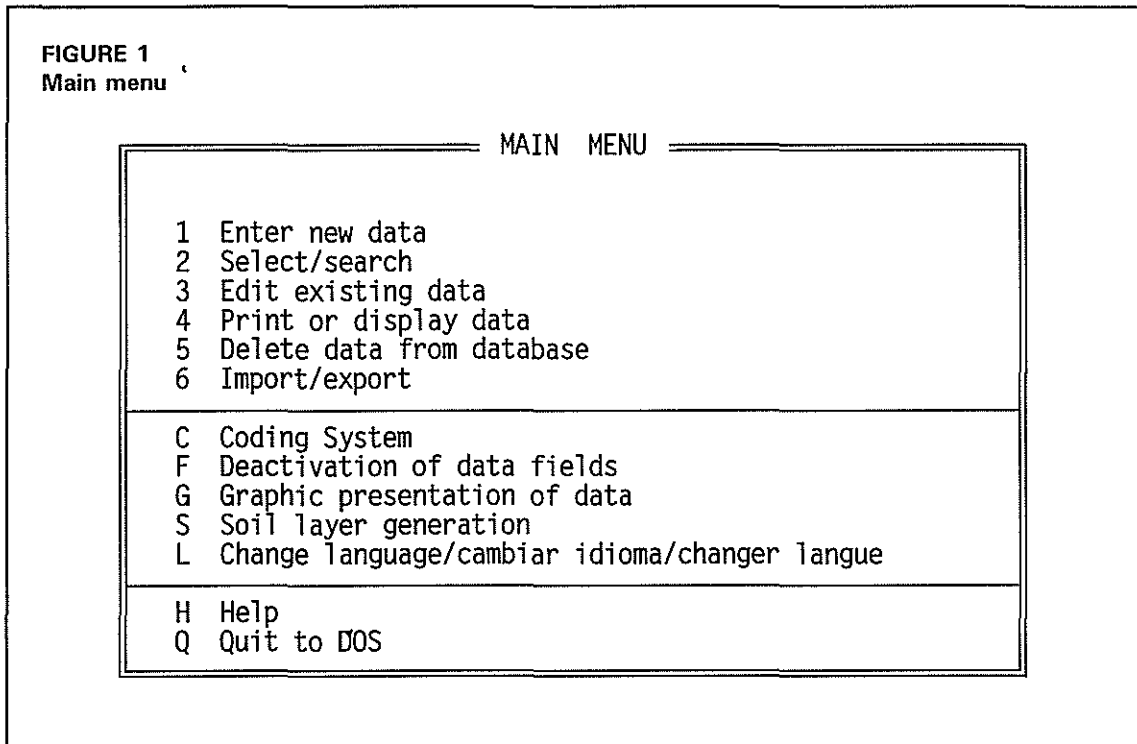 FIGURE 1
Main menu
MAIN MENU
1 Enter new data
2 Select/search
3 Edit existing data
4 Print or display data
5 Delete data from database
6 Import/export
C Coding System
F Deactivation of data fields
G Graphic presentation of data
S Soil layer generation
L Change language/cambiar idioma/changer langue
H Help
Q Quit to DOS